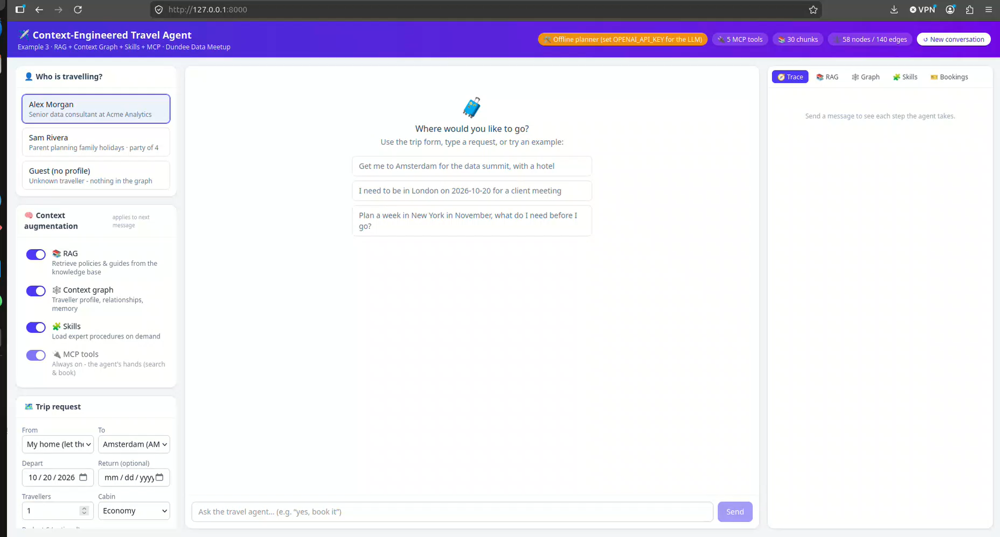 http://127.0.0.1:8000
VPN
Context-Engineered Travel Agent
Example 3 · RAG + Context Graph + Skills + MCP · Dundee Data Meetup
Offline planner (set OPENAI_API_KEY for the LLM)
5 MCP tools
30 chunks
58 nodes / 140 edges
↺ New conversation
Who is travelling?
Alex Morgan
Senior data consultant at Acme Analytics
Sam Rivera
Parent planning family holidays · party of 4
Guest (no profile)
Unknown traveller - nothing in the graph
Context
augmentation
applies to next
message
RAG
Retrieve policies & guides from the
knowledge base
Context graph
Traveller profile, relationships,
memory
Skills
Load expert procedures on demand
MCP tools
Always on - the agent's hands (search
& book)
Trip request
From
To
My home (let the
Amsterdam (AM
Depart
Return (optional)
10 / 20 / 2026
mm / dd / yyyy
Travellers
Cabin
1
Economy
Where would you like to go?
Use the trip form, type a request, or try an example:
Get me to Amsterdam for the data summit, with a hotel
I need to be in London on 2026-10-20 for a client meeting
Plan a week in New York in November, what do I need before I
go?
Ask the travel agent... (e.g. “yes, book it”)
Send
Trace
RAG
Graph
Skills
Bookings
Send a message to see each step the agent takes.